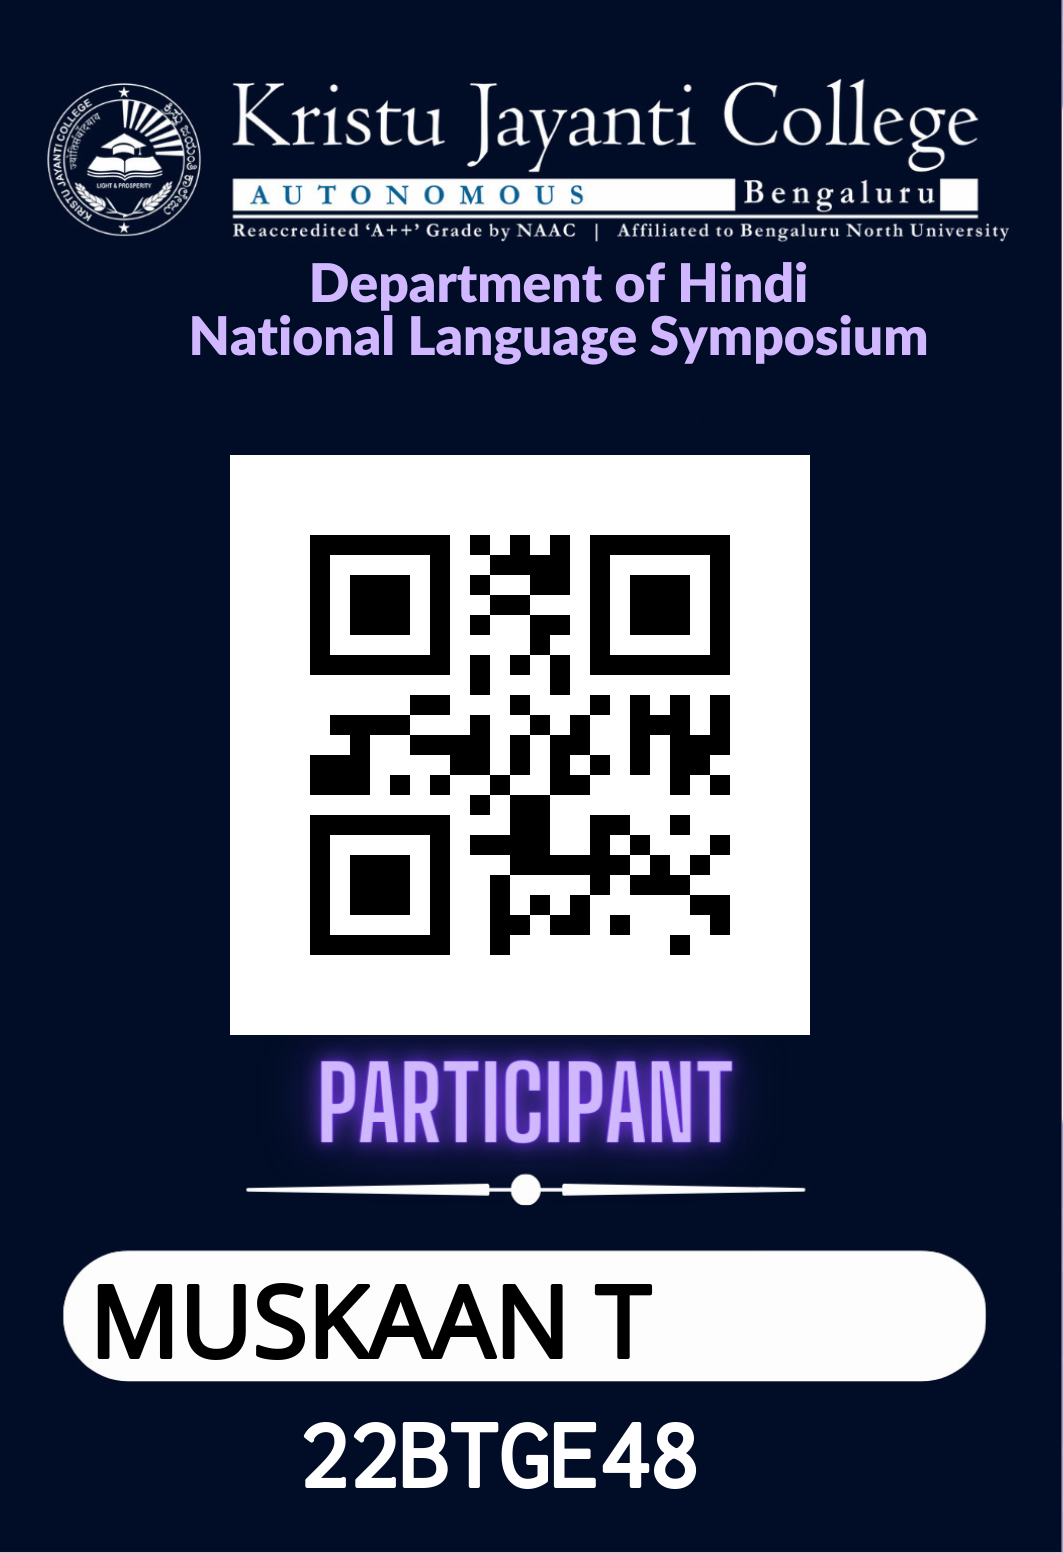 Kristu Jayanti College
AUTONOMOUS Bengaluru
Reaccredited ‘A++’ Grade by NAAC | Affiliated to Bengaluru North University
KRISTU JAYANTI COLLEGE
LIGHT & PROSPERITY
Department of Hindi
National Language Symposium
PARTICIPANT
MUSKAAN T
22BTGE48